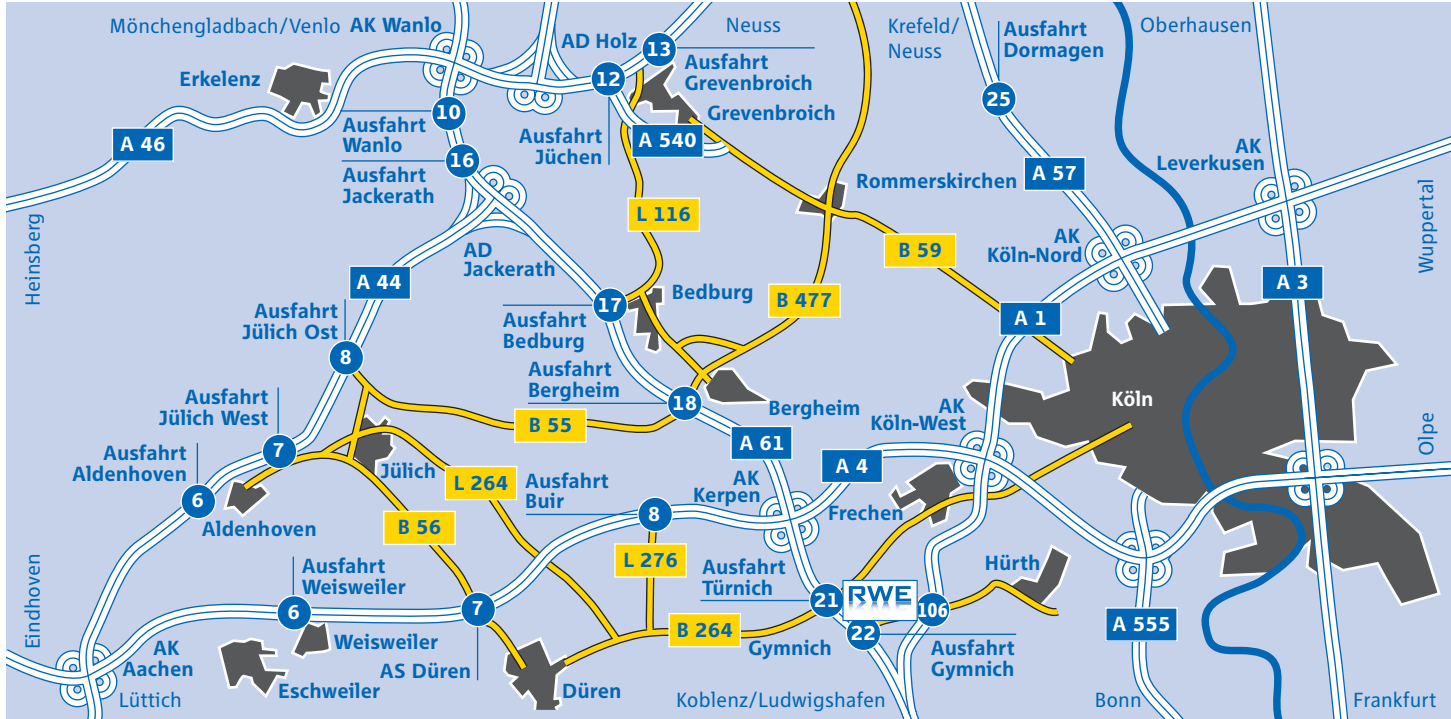 Mönchengladbach/Venlo
AK Wanlo
AD Holz
13
Neuss
Krefeld/
Neuss
Ausfahrt
Dormagen
Oberhausen
Erkelenz
12
Ausfahrt
Grevenbroich
Grevenbroich
25
10
Ausfahrt
Wanlo
A 46
Ausfahrt
Jüchen
A 540
AK
Leverkusen
16
Ausfahrt
Jackerath
Rommerskirchen
A 57
L 116
Heinsberg
AD
Jackerath
B 59
AK
Köln-Nord
Wuppertal
A 44
A 3
Ausfahrt
Jülich Ost
17
Bedburg
B 477
A 1
Ausfahrt
Bedburg
8
Ausfahrt
Bergheim
18
Bergheim
Ausfahrt
Jülich West
Köln
B 55
A 61
AK
Köln-West
Olpe
7
Ausfahrt
Aldenhoven
Jülich
A 4
L 264
Ausfahrt
Buir
AK
Kerpen
6
Aldenhoven
8
Frechen
B 56
Ausfahrt
Weisweiler
L 276
Ausfahrt
Türnich
Hürth
Eindhoven
6
7
21
RWE
106
B 264
22
A 555
AK
Aachen
Weisweiler
Gymnich
Ausfahrt
Gymnich
AS Düren
Eschweiler
Düren
Lüttich
Koblenz/Ludwigshafen
Bonn
Frankfurt